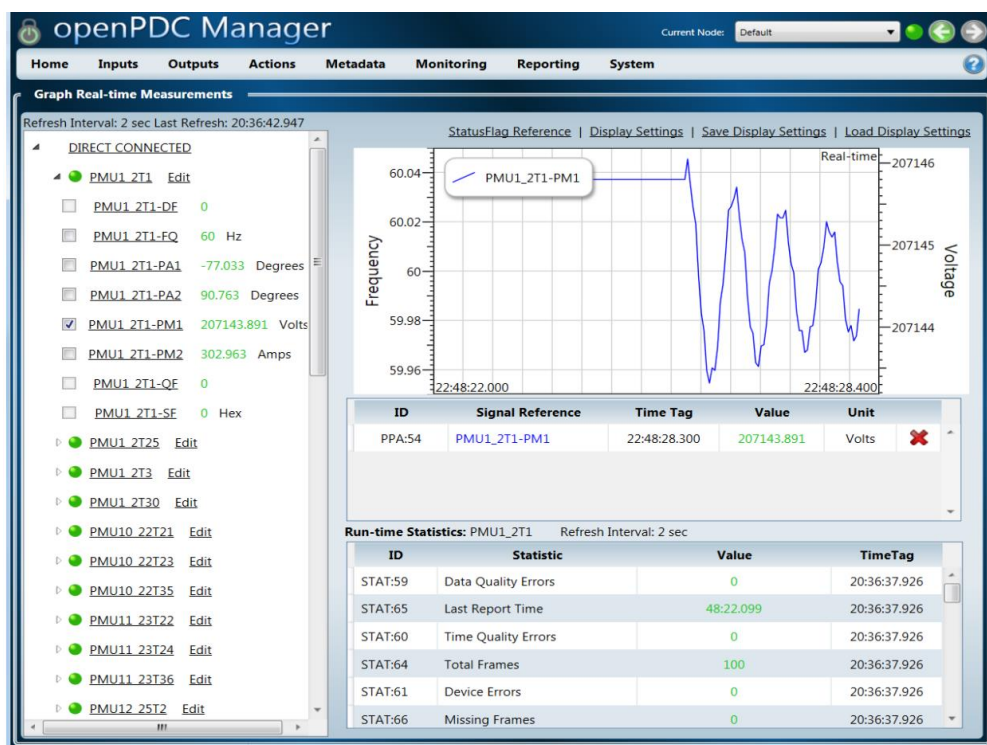 openPDC Manager
Current Node: Default
Home Inputs Outputs Actions Metadata Monitoring Reporting System
Graph Real-time Measurements
Refresh Interval: 2 sec Last Refresh: 20:36:42.947
DIRECT CONNECTED
PMU1_2T1 Edit
PMU1_2T1-DF 0
PMU1_2T1-FQ 60 Hz
PMU1_2T1-PA1 -77.033 Degrees
PMU1_2T1-PA2 90.763 Degrees
PMU1_2T1-PM1 207143.891 Volts
PMU1_2T1-PM2 302.963 Amps
PMU1_2T1-QF 0
PMU1_2T1-SF 0 Hex
PMU1_2T25 Edit
PMU1_2T3 Edit
PMU1_2T30 Edit
PMU10_22T21 Edit
PMU10_22T23 Edit
PMU10_22T35 Edit
PMU11_23T22 Edit
PMU11_23T24 Edit
PMU11_23T36 Edit
PMU12_25T2 Edit
StatusFlag Reference | Display Settings | Save Display Settings | Load Display Settings
PMU1_2T1-PM1
Real-time
Frequency
60.04
60.02
60
59.98
59.96
207146
207145
207144
Voltage
22:48:22.000 22:48:28.400
ID Signal Reference Time Tag Value Unit
PPA:54 PMU1_2T1-PM1 22:48:28.300 207143.891 Volts
Run-time Statistics: PMU1_2T1 Refresh Interval: 2 sec
ID Statistic Value TimeTag
STAT:59 Data Quality Errors 0 20:36:37.926
STAT:65 Last Report Time 48:22.099 20:36:37.926
STAT:60 Time Quality Errors 0 20:36:37.926
STAT:64 Total Frames 100 20:36:37.926
STAT:61 Device Errors 0 20:36:37.926
STAT:66 Missing Frames 0 20:36:37.926